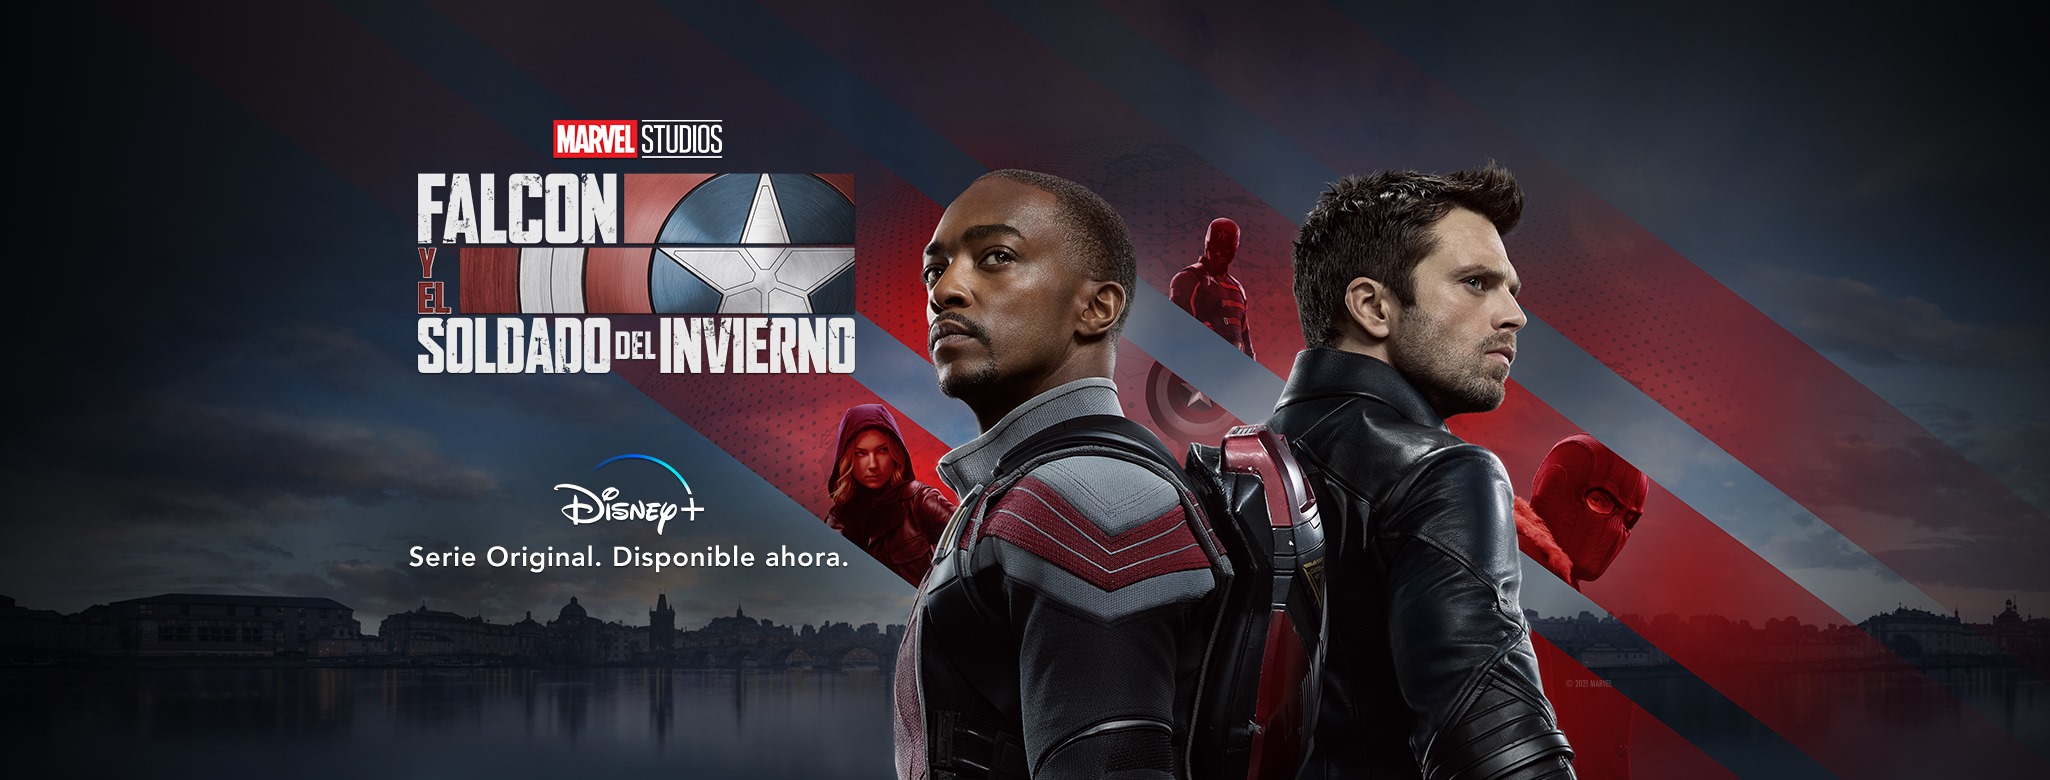 MARVEL STUDIOS
FALCON
Y
EL
SOLDADO DEL INVIERNO
Disney+
Serie Original. Disponible ahora.
© 2021 MARVEL